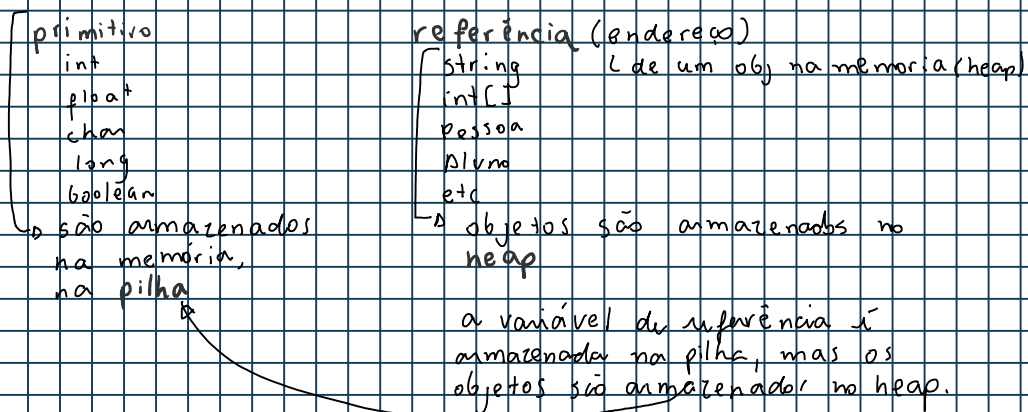 primitivo
int
float
char
long
boolean
são armazenados
na memória,
na pilha
referência (endereço)
string
↳ de um obj na memoria (heap)
int[]
pessoa
Aluno
etc
objetos são armazenados no
heap
a variável de referência é
armazenada na pilha, mas os
objetos são armazenados no heap.